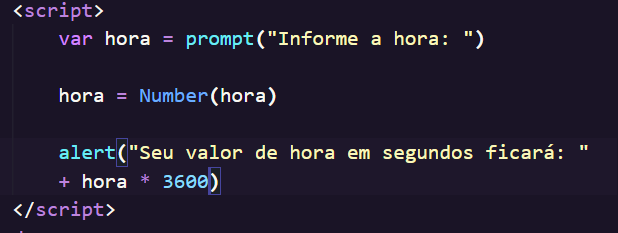 <script>
var hora = prompt("Informe a hora: ")
hora = Number(hora)
alert("Seu valor de hora em segundos ficará: "
+ hora * 3600)
</script>